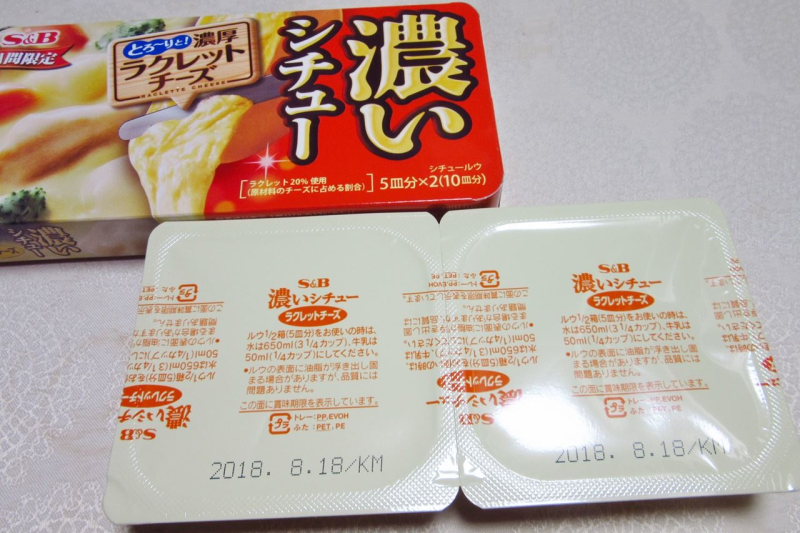 S&B
期間限定
とろ〜りと!濃厚
ラクレット
チーズ
RACLETTE CHEESE
濃い
シチュー
ラクレット20%使用
(原材料のチーズに占める割合)
シチュールウ
5皿分×2(10皿分)
濃い
シチュー
S&B
濃いシチュー
ラクレットチーズ
ルウ1/2箱(5皿分)をお使いの時は、
水は650ml(3 1/4カップ)、牛乳は
50ml(1/4カップ)にしてください。
•ルウの表面に油脂が浮き出し固
まる場合がありますが、品質には
問題ありません。
この面に賞味期限を表示しています。
プラ
トレー:PP,EVOH
ふた:PET,PE
2018. 8.18/KM
S&B
濃いシチュー
ラクレットチーズ
ルウ1/2箱(5皿分)をお使いの時は、
水は650ml(3 1/4カップ)、牛乳は
50ml(1/4カップ)にしてください。
•ルウの表面に油脂が浮き出し固
まる場合がありますが、品質には
問題ありません。
この面に賞味期限を表示しています。
プラ
トレー:PP,EVOH
ふた:PET,PE
2018. 8.18/KM